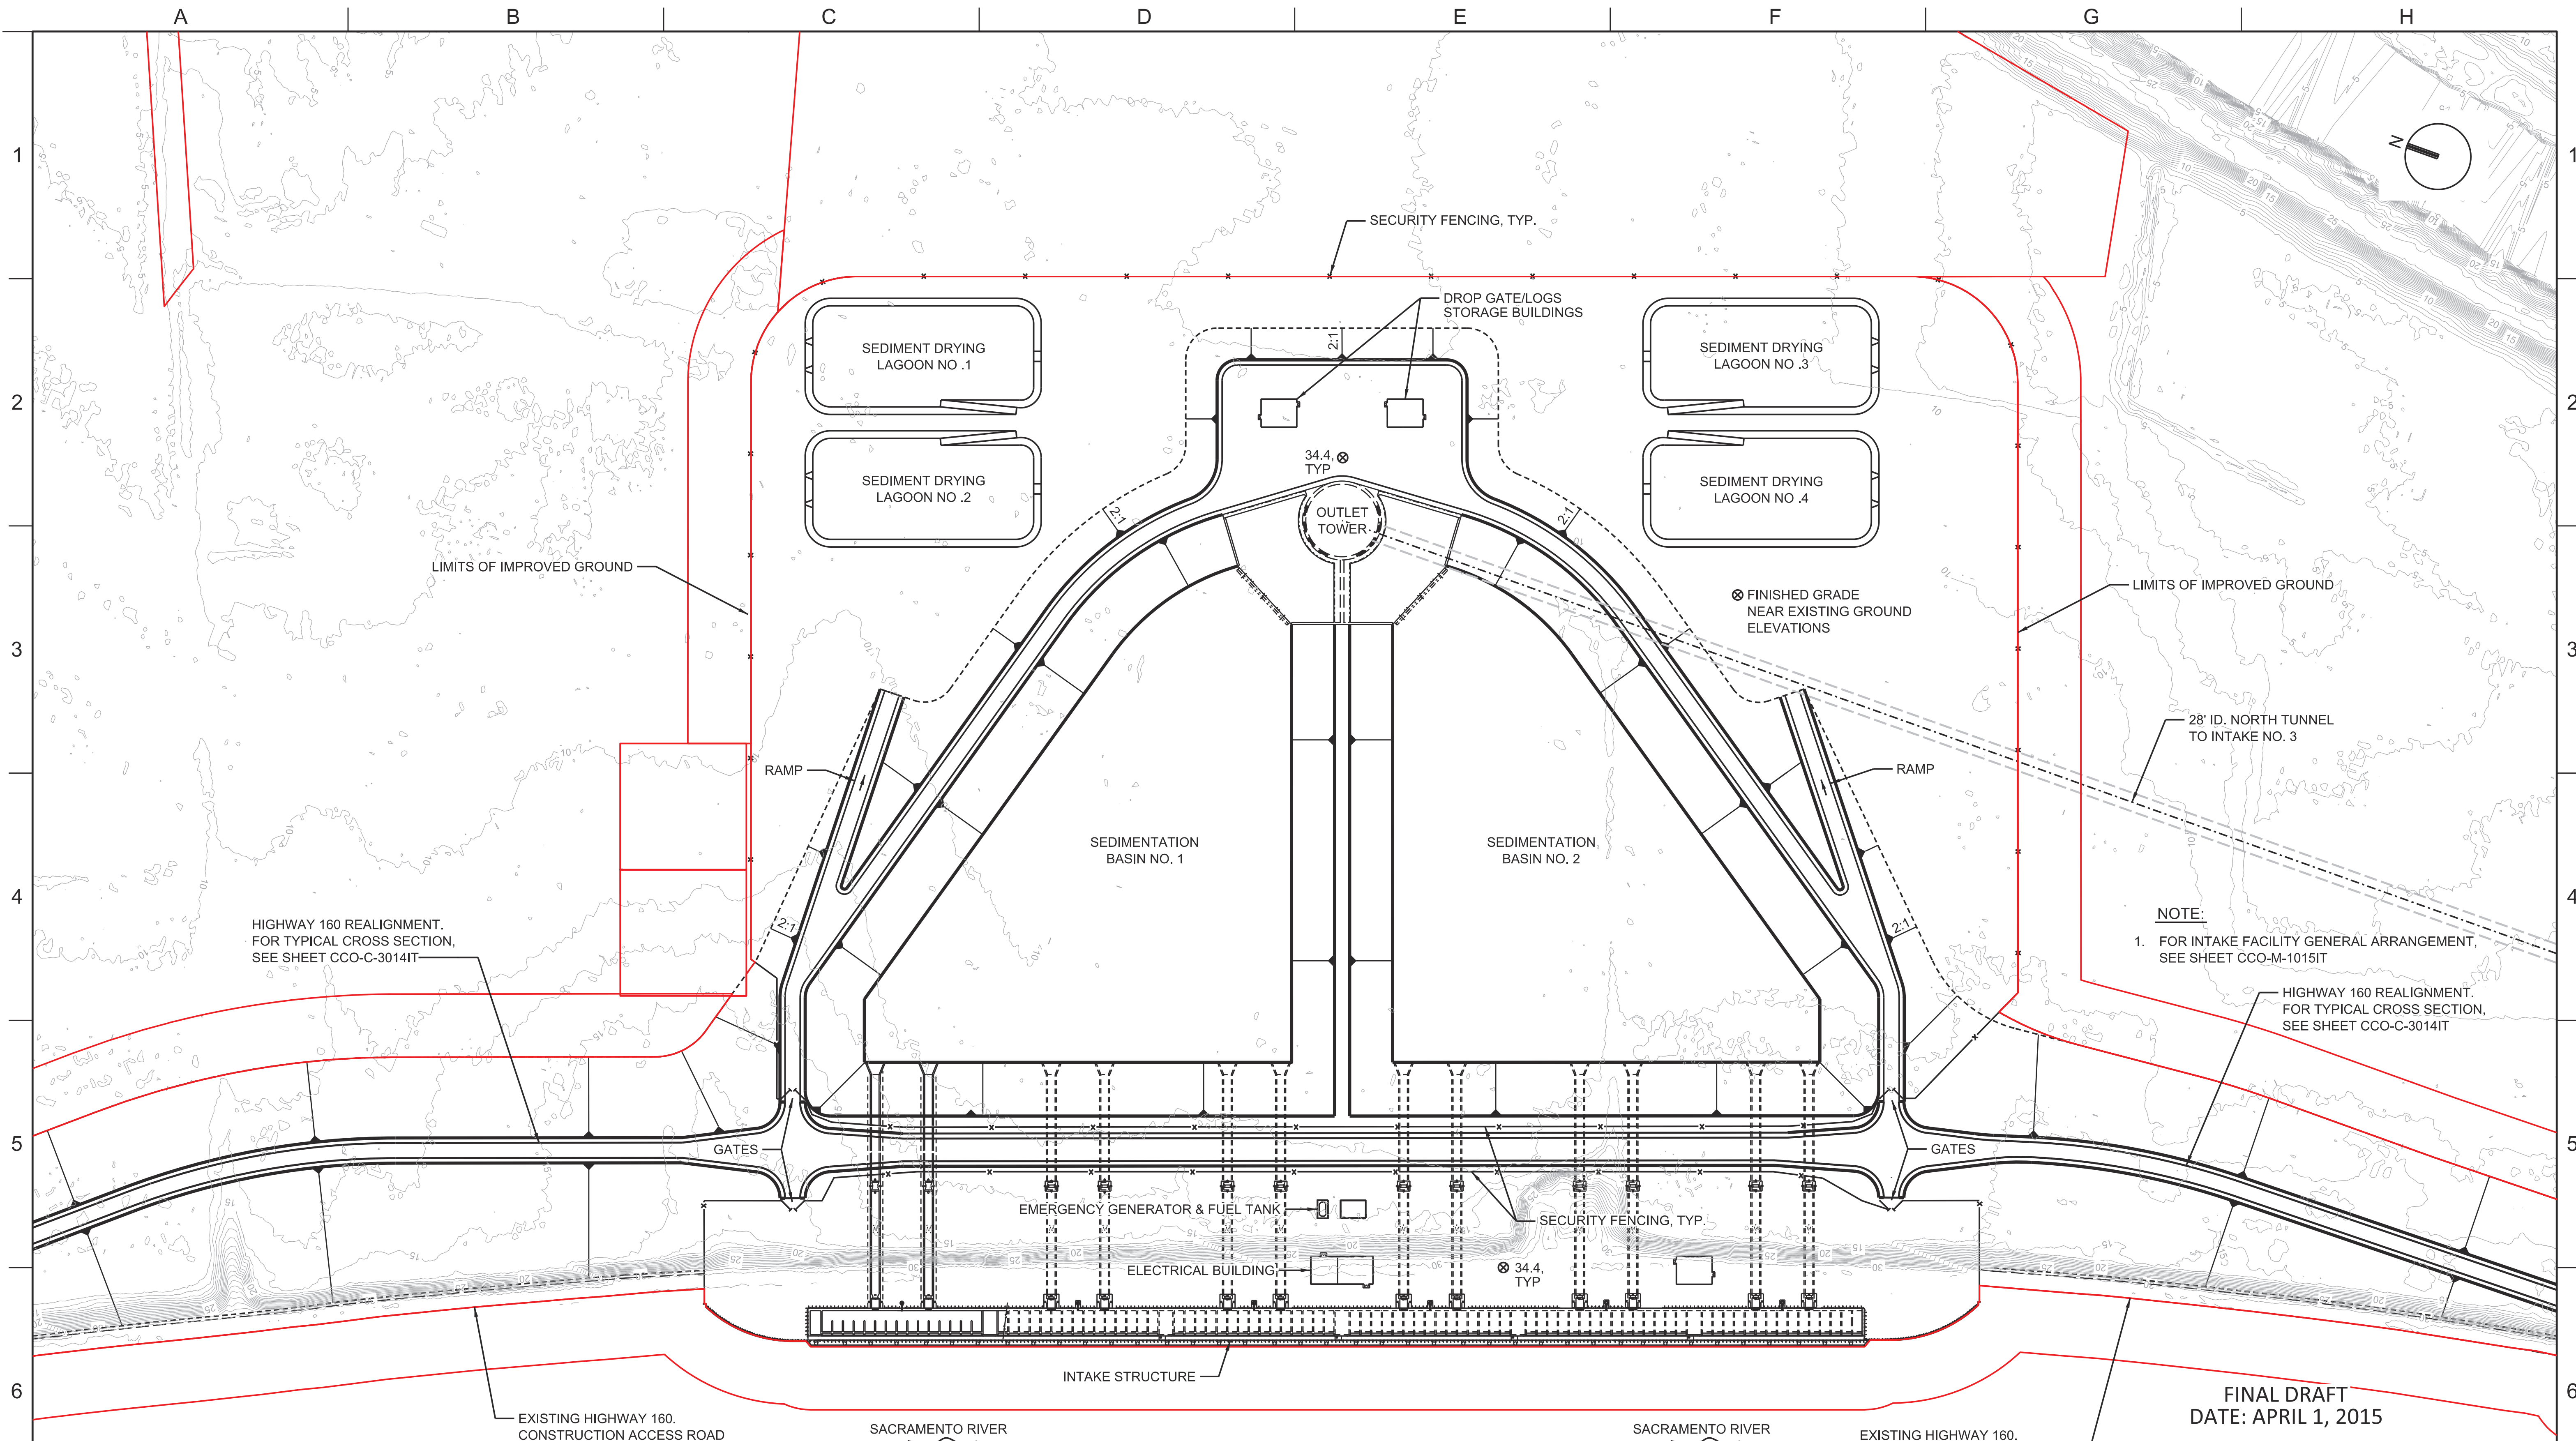 A B C D E F G H
1
1
N
SECURITY FENCING, TYP.
DROP GATE/LOGS
STORAGE BUILDINGS
SEDIMENT DRYING
LAGOON NO .1
2:1
SEDIMENT DRYING
LAGOON NO .3
2
2
SEDIMENT DRYING
LAGOON NO .2
34.4,
TYP
SEDIMENT DRYING
LAGOON NO .4
2:1
OUTLET
TOWER
2:1
LIMITS OF IMPROVED GROUND
FINISHED GRADE
NEAR EXISTING GROUND
ELEVATIONS
LIMITS OF IMPROVED GROUND
3
3
28' ID. NORTH TUNNEL
TO INTAKE NO. 3
RAMP
RAMP
SEDIMENTATION
BASIN NO. 1
SEDIMENTATION
BASIN NO. 2
4
4
HIGHWAY 160 REALIGNMENT.
FOR TYPICAL CROSS SECTION,
SEE SHEET CCO-C-3014IT
2:1
2:1
NOTE:
1. FOR INTAKE FACILITY GENERAL ARRANGEMENT,
SEE SHEET CCO-M-1015IT
HIGHWAY 160 REALIGNMENT.
FOR TYPICAL CROSS SECTION,
SEE SHEET CCO-C-3014IT
5
5
GATES
GATES
EMERGENCY GENERATOR & FUEL TANK
SECURITY FENCING, TYP.
ELECTRICAL BUILDING
34.4,
TYP
INTAKE STRUCTURE
6
6
FINAL DRAFT
DATE: APRIL 1, 2015
EXISTING HIGHWAY 160.
CONSTRUCTION ACCESS ROAD
SACRAMENTO RIVER
SACRAMENTO RIVER
EXISTING HIGHWAY 160.